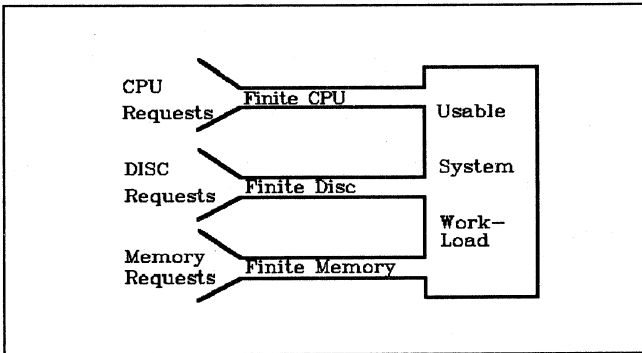 CPU
Requests
Finite CPU
DISC
Requests
Finite Disc
Memory
Requests
Finite Memory
Usable
System
Work-
Load